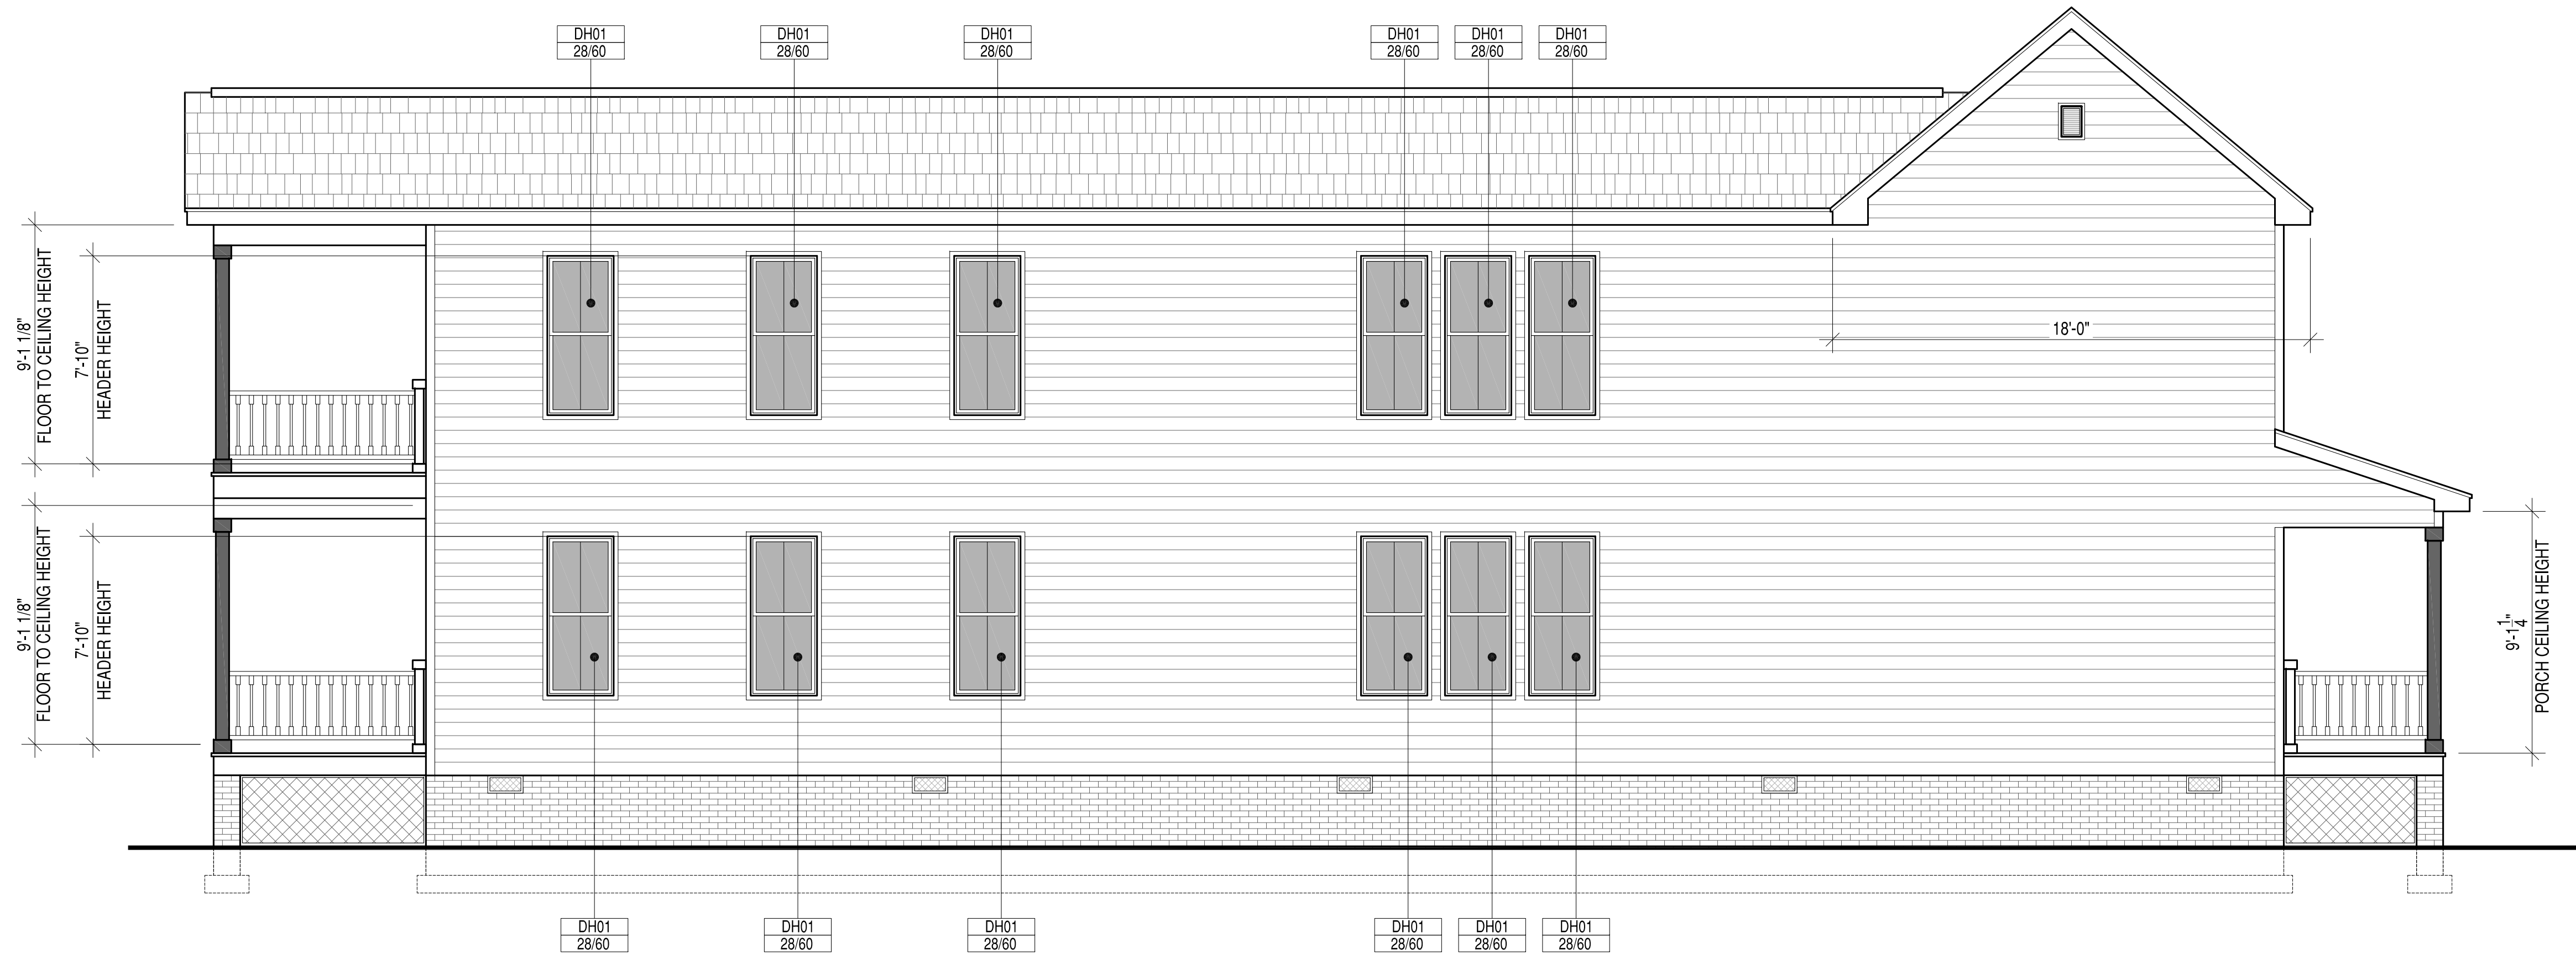 DH01
28/60
DH01
28/60
DH01
28/60
DH01
28/60
DH01
28/60
DH01
28/60
9'-1 1/8"
FLOOR TO CEILING HEIGHT
7'-10"
HEADER HEIGHT
18'-0"
9'-1 1/8"
FLOOR TO CEILING HEIGHT
7'-10"
HEADER HEIGHT
9'-1 1/4"
PORCH CEILING HEIGHT
DH01
28/60
DH01
28/60
DH01
28/60
DH01
28/60
DH01
28/60
DH01
28/60